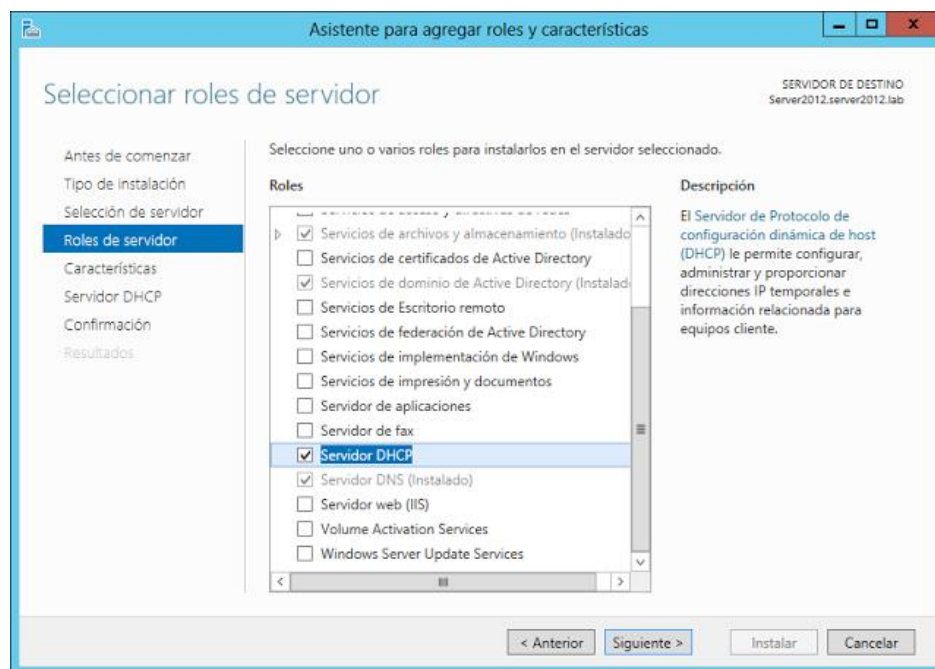 Asistente para agregar roles y características
Seleccionar roles de servidor
SERVIDOR DE DESTINO
Server2012.server2012.lab
Antes de comenzar
Tipo de instalación
Selección de servidor
Roles de servidor
Características
Servidor DHCP
Confirmación
Resultados
Seleccione uno o varios roles para instalarlos en el servidor seleccionado.
Roles
Servicios de archivos y almacenamiento (Instalado
Servicios de certificados de Active Directory
Servicios de dominio de Active Directory (Instalad
Servicios de Escritorio remoto
Servicios de federación de Active Directory
Servicios de implementación de Windows
Servicios de impresión y documentos
Servidor de aplicaciones
Servidor de fax
Servidor DHCP
Servidor DNS (Instalado)
Servidor web (IIS)
Volume Activation Services
Windows Server Update Services
Descripción
El Servidor de Protocolo de
configuración dinámica de host
(DHCP) le permite configurar,
administrar y proporcionar
direcciones IP temporales e
información relacionada para
equipos cliente.
< Anterior
Siguiente >
Instalar
Cancelar